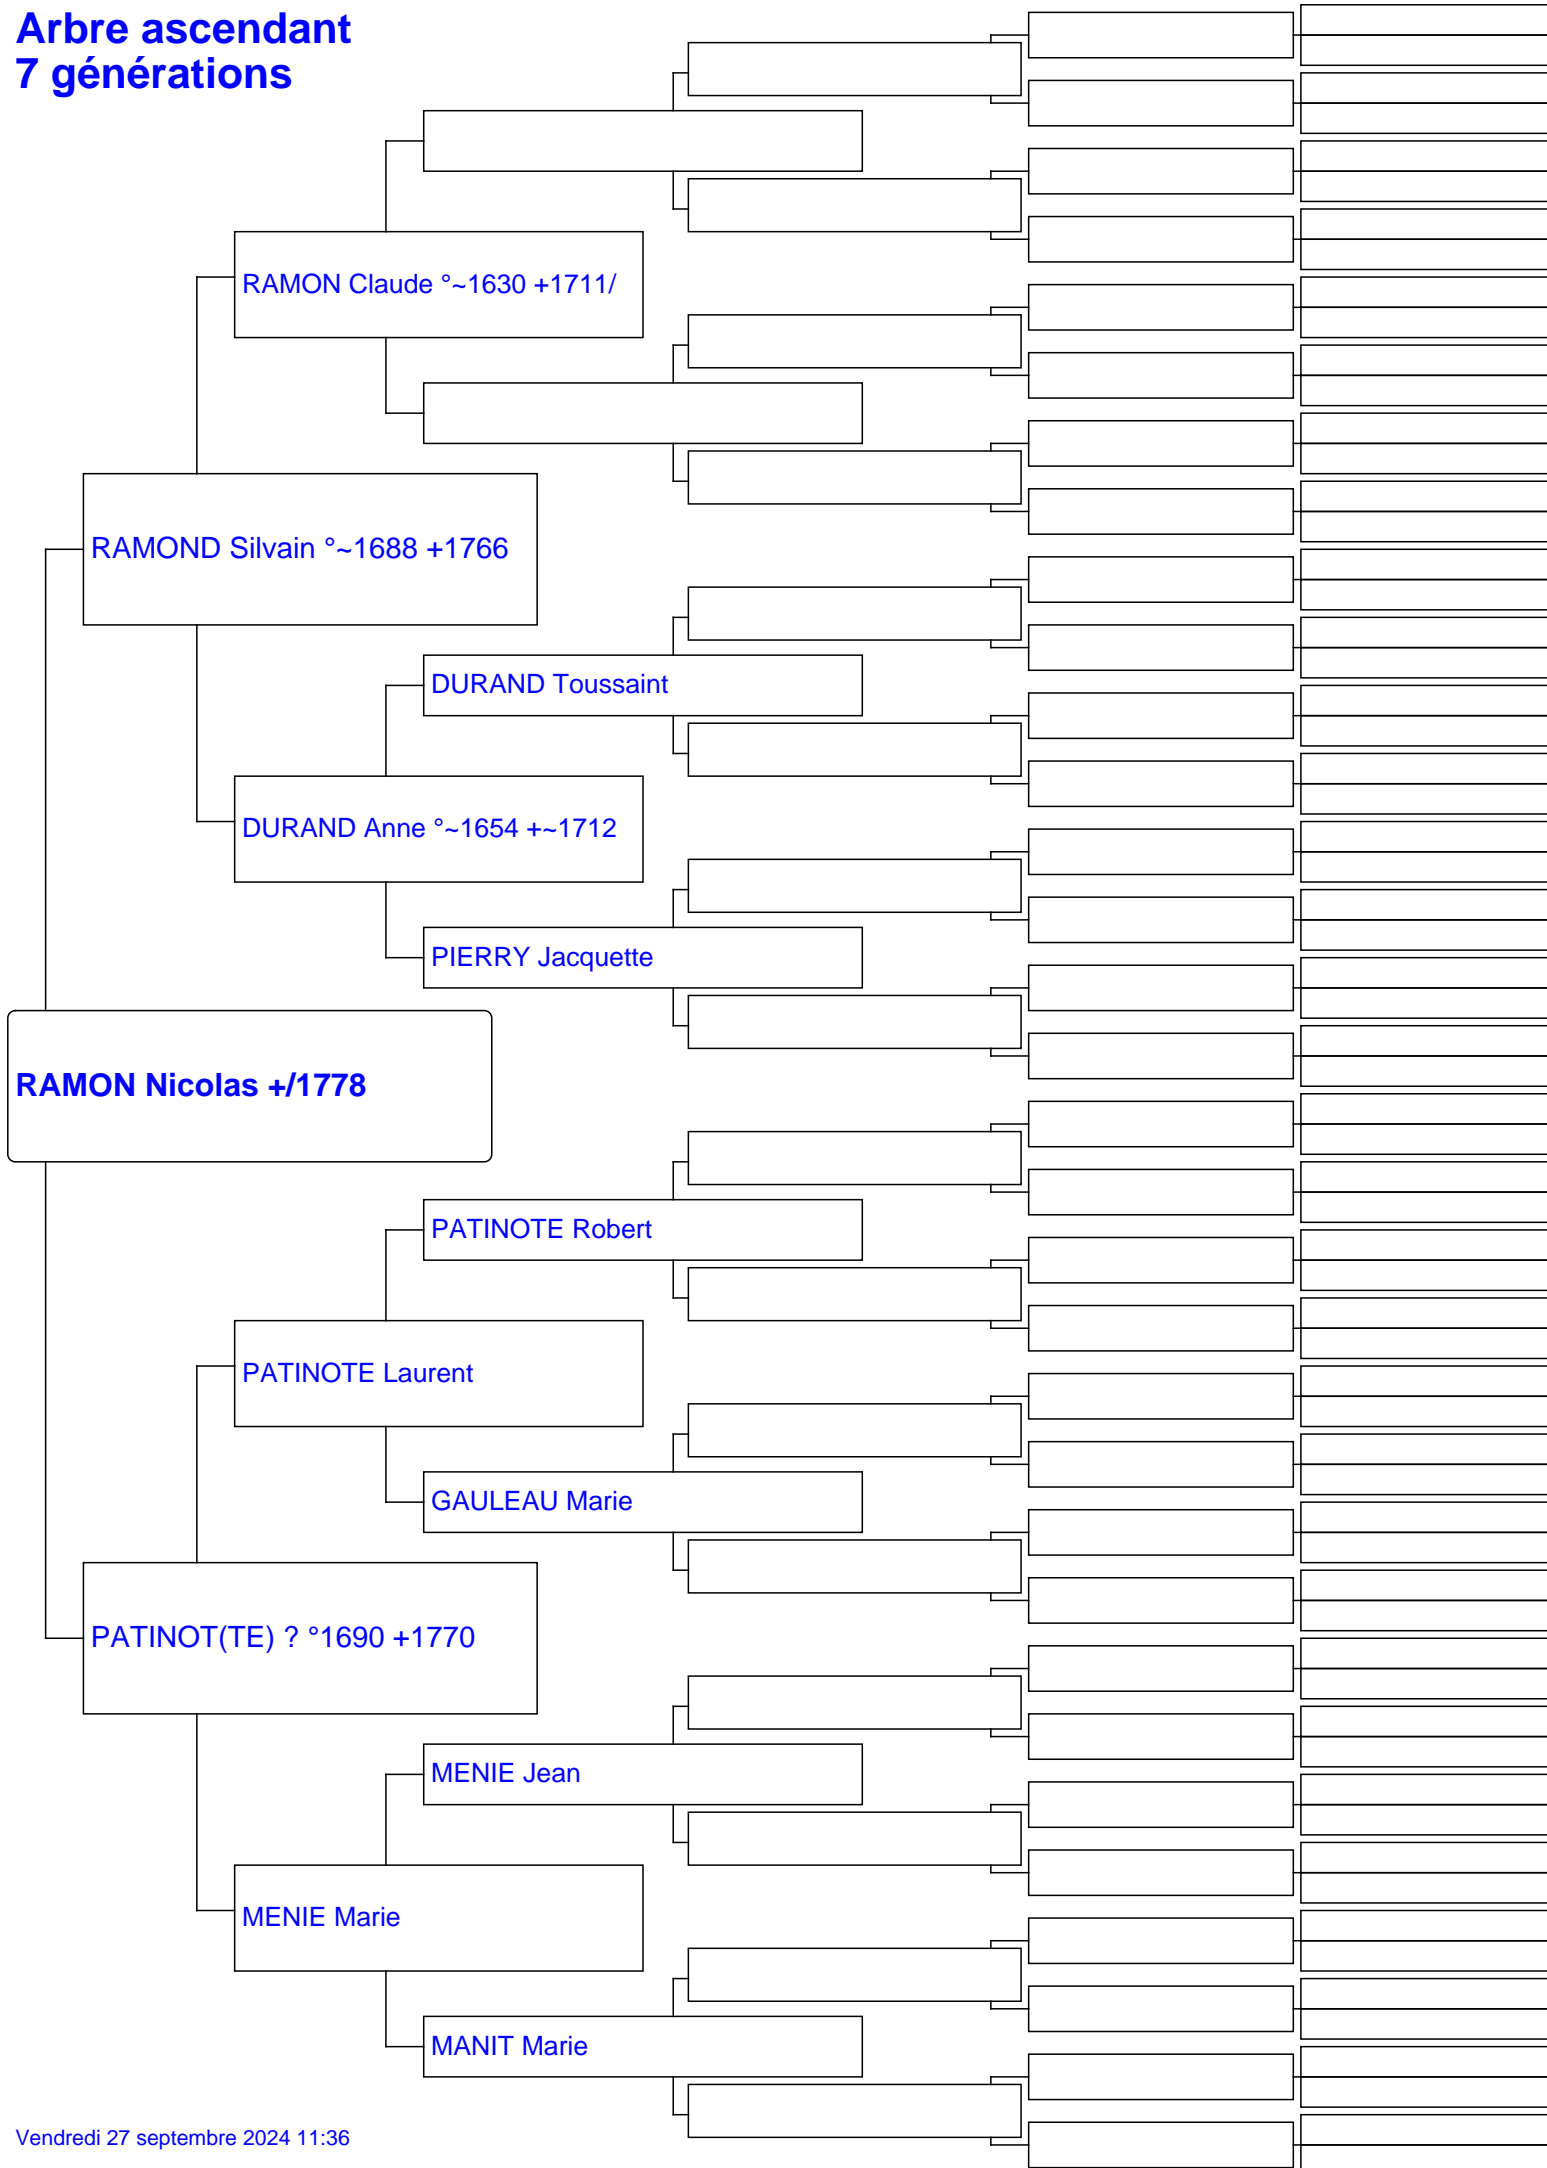 Arbre ascendant
7 générations
RAMON Claude °~1630 +1711/
RAMOND Silvain °~1688 +1766
DURAND Toussaint
DURAND Anne °~1654 +~1712
PIERRY Jacquette
RAMON Nicolas +/1778
PATINOTE Robert
PATINOTE Laurent
GAULEAU Marie
PATINOT(TE) ? °1690 +1770
MENIE Jean
MENIE Marie
MANIT Marie
Vendredi 27 septembre 2024 11:36